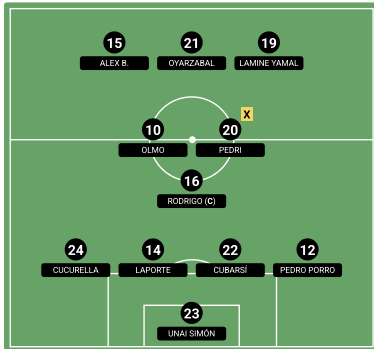 15
ALEX B.
21
OYARZABAL
19
LAMINE YAMAL
10
OLMO
20
X
PEDRI
16
RODRIGO (C)
24
CUCURELLA
14
LAPORTE
22
CUBARSÍ
12
PEDRO PORRO
23
UNAI SIMÓN